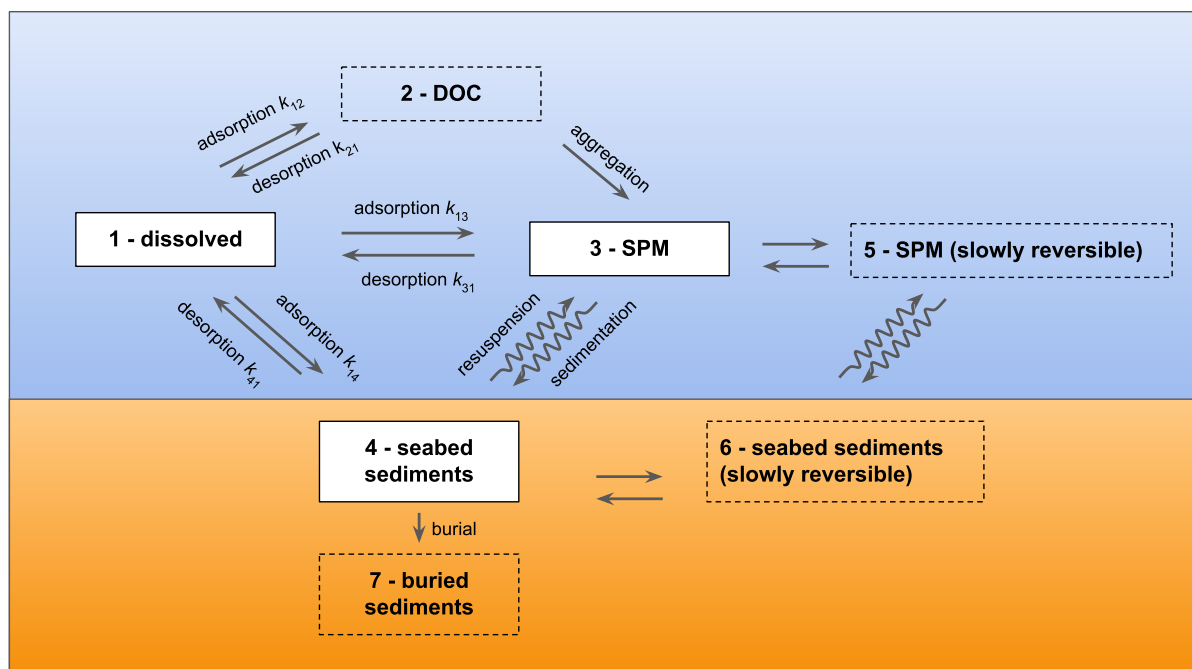 2 - DOC
adsorption k12
desorption k21
aggregation
1 - dissolved
adsorption k13
desorption k31
3 - SPM
5 - SPM (slowly reversible)
adsorption k14
desorption k41
resuspension
sedimentation
4 - seabed
sediments
6 - seabed sediments
(slowly reversible)
burial
7 - buried
sediments